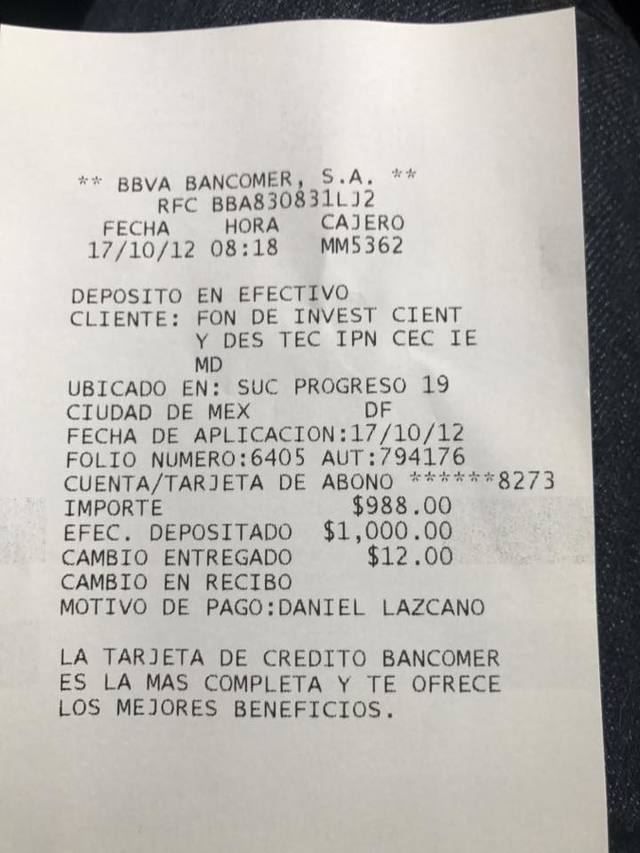 ** BBVA BANCOMER, S.A. **
RFC BBA830831LJ2
FECHA HORA CAJERO
17/10/12 08:18 MM5362
DEPOSITO EN EFECTIVO
CLIENTE: FON DE INVEST CIENT
Y DES TEC IPN CEC IE
MD
UBICADO EN: SUC PROGRESO 19
CIUDAD DE MEX DF
FECHA DE APLICACION:17/10/12
FOLIO NUMERO:6405 AUT:794176
CUENTA/TARJETA DE ABONO ******8273
IMPORTE $988.00
EFEC. DEPOSITADO $1,000.00
CAMBIO ENTREGADO $12.00
CAMBIO EN RECIBO
MOTIVO DE PAGO:DANIEL LAZCANO
LA TARJETA DE CREDITO BANCOMER
ES LA MAS COMPLETA Y TE OFRECE
LOS MEJORES BENEFICIOS.